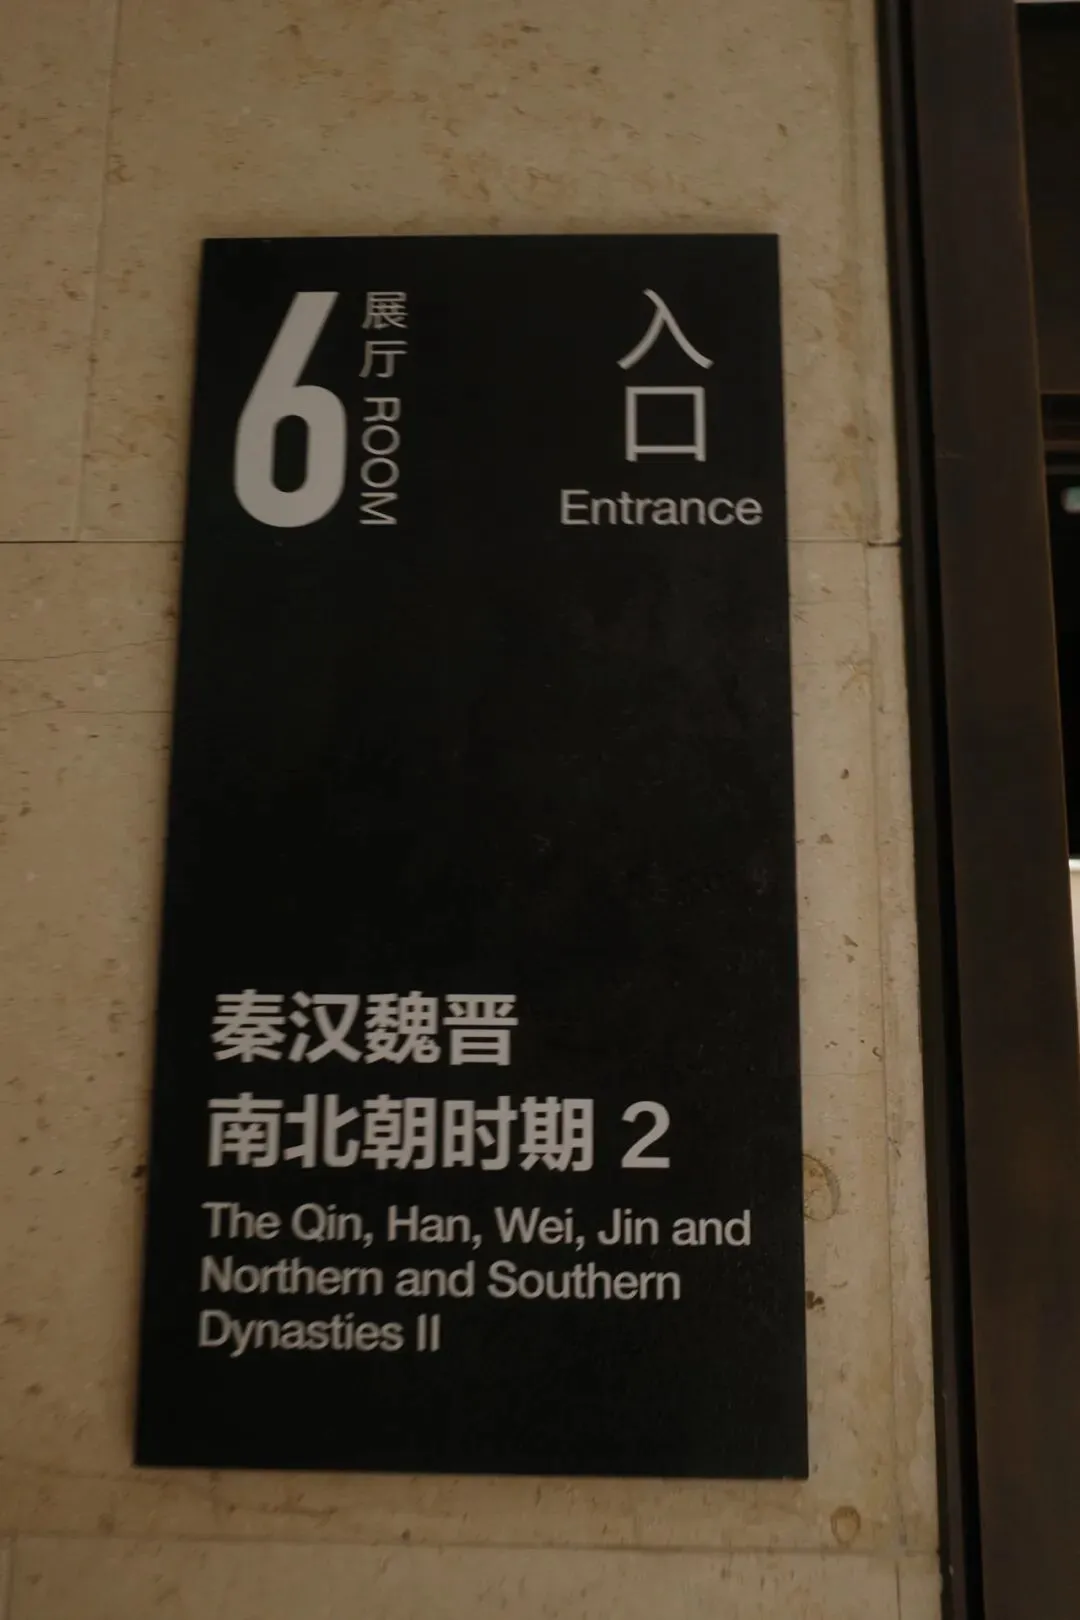 6
展厅 ROOM
入口
Entrance
秦汉魏晋
南北朝时期 2
The Qin, Han, Wei, Jin and
Northern and Southern
Dynasties II